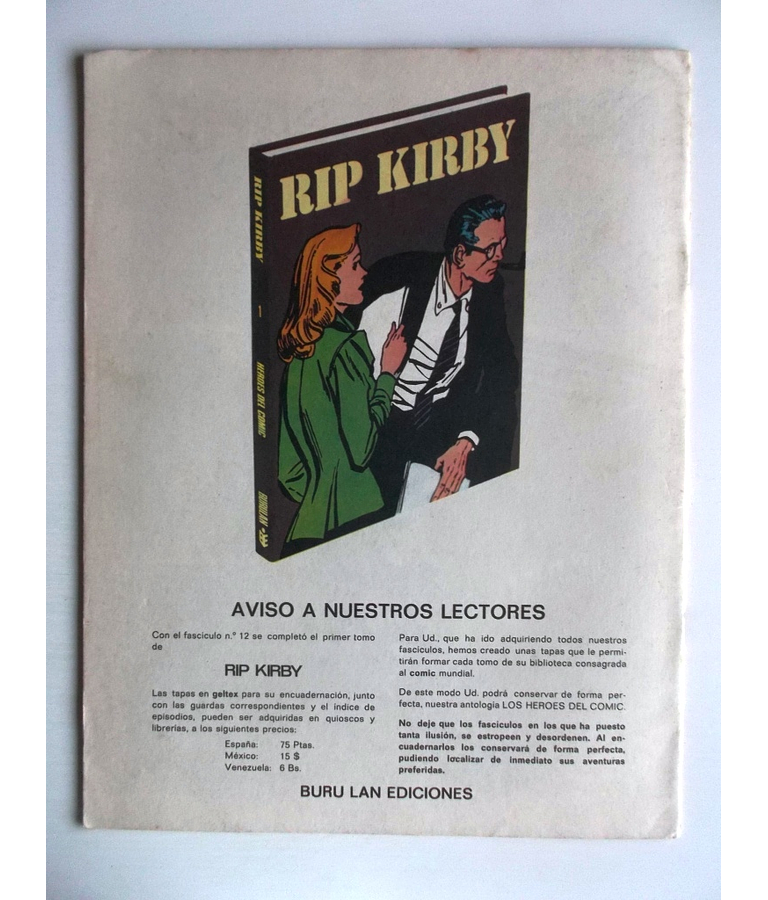 RIP KIRBY
RIP KIRBY
1
HEROES DEL COMIC
BURULAN
AVISO A NUESTROS LECTORES
Con el fasciculo n.º 12 se completó el primer tomo
de
RIP KIRBY
Las tapas en geltex para su encuadernación, junto
con las guardas correspondientes y el índice de
episodios, pueden ser adquiridas en quioscos y
librerías, a los siguientes precios:
España: 75 Ptas.
México: 15 $
Venezuela: 6 Bs.
Para Ud., que ha ido adquiriendo todos nuestros
fascículos, hemos creado unas tapas que le permi-
tirán formar cada tomo de su biblioteca consagrada
al comic mundial.
De este modo Ud. podrá conservar de forma per-
fecta, nuestra antología LOS HEROES DEL COMIC.
No deje que los fascículos en los que ha puesto
tanta ilusión, se estropeen y desordenen. Al en-
cuadernarlos los conservará de forma perfecta,
pudiendo localizar de inmediato sus aventuras
preferidas.
BURU LAN EDICIONES